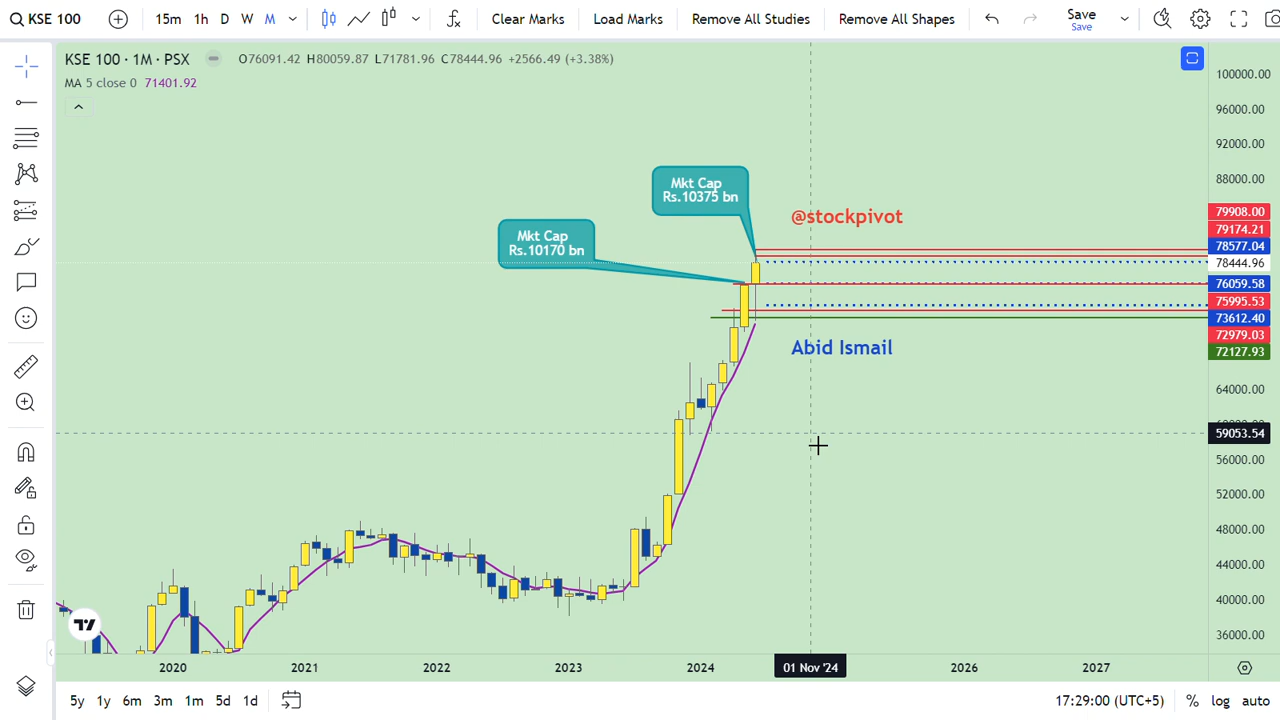 KSE 100 15m 1h D W M Clear Marks Load Marks Remove All Studies Remove All Shapes Save
Save
KSE 100 · 1M · PSX O76091.42 H80059.87 L71781.96 C78444.96 +2566.49 (+3.38%)
MA 5 close 0 71401.92
100000.00
96000.00
92000.00
88000.00
Mkt Cap
Rs.10375 bn
Mkt Cap
Rs.10170 bn
@stockpivot
79908.00
79174.21
78577.04
78444.96
76059.58
75995.53
73612.40
72979.03
72127.93
Abid Ismail
64000.00
59053.54
56000.00
52000.00
48000.00
44000.00
40000.00
36000.00
2020 2021 2022 2023 2024 01 Nov '24 2026 2027
5y 1y 6m 3m 1m 5d 1d 17:29:00 (UTC+5) % log auto